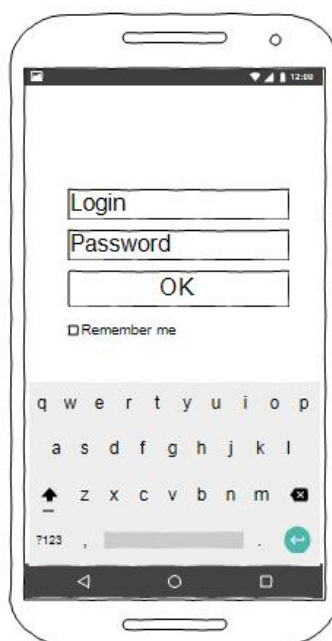 12:00
Login
Password
OK
Remember me
q w e r t y u i o p
a s d f g h j k l
z x c v b n m
?123 , .